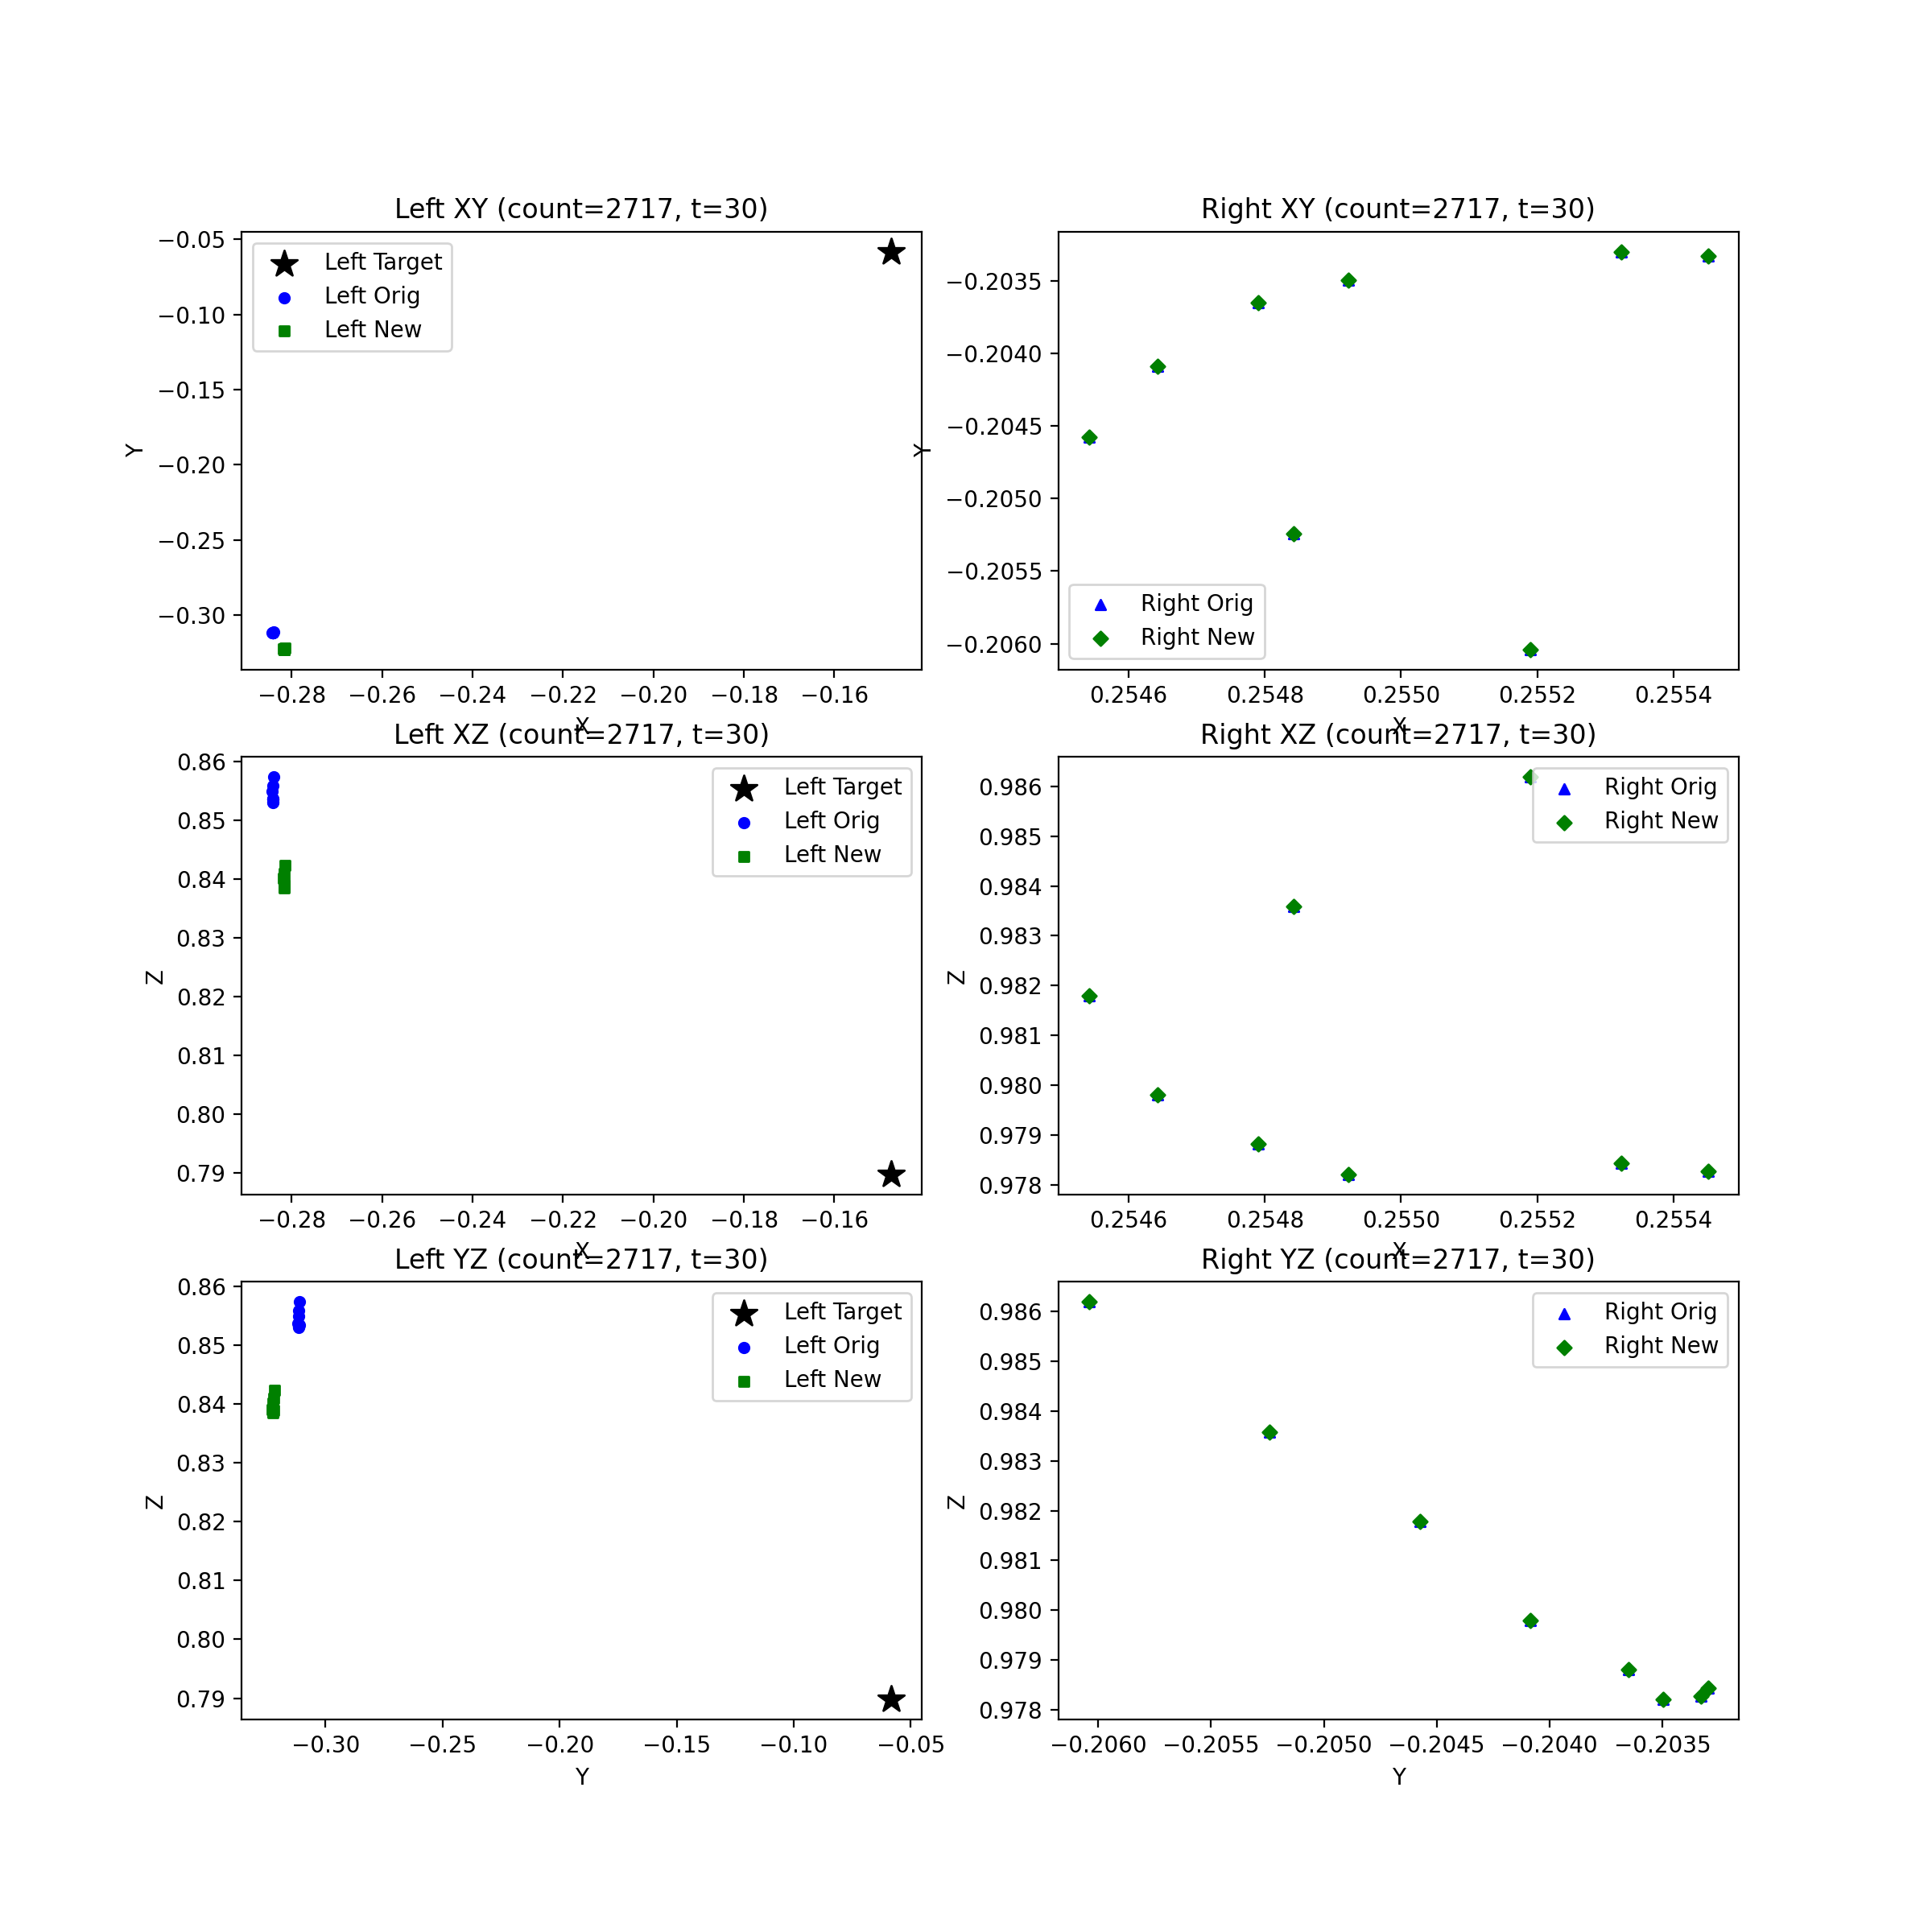 Left XY (count=2717, t=30)
Left Target
Left Orig
Left New
−0.05
−0.10
−0.15
−0.20
−0.25
−0.30
Y
−0.28
−0.26
−0.24
−0.22
−0.20
−0.18
−0.16
X
Right XY (count=2717, t=30)
Right Orig
Right New
−0.2035
−0.2040
−0.2045
−0.2050
−0.2055
−0.2060
Y
0.2546
0.2548
0.2550
0.2552
0.2554
X
Left XZ (count=2717, t=30)
Left Target
Left Orig
Left New
0.86
0.85
0.84
0.83
0.82
0.81
0.80
0.79
Z
−0.28
−0.26
−0.24
−0.22
−0.20
−0.18
−0.16
X
Right XZ (count=2717, t=30)
Right Orig
Right New
0.986
0.985
0.984
0.983
0.982
0.981
0.980
0.979
0.978
Z
0.2546
0.2548
0.2550
0.2552
0.2554
X
Left YZ (count=2717, t=30)
Left Target
Left Orig
Left New
0.86
0.85
0.84
0.83
0.82
0.81
0.80
0.79
Z
−0.30
−0.25
−0.20
−0.15
−0.10
−0.05
Y
Right YZ (count=2717, t=30)
Right Orig
Right New
0.986
0.985
0.984
0.983
0.982
0.981
0.980
0.979
0.978
Z
−0.2060
−0.2055
−0.2050
−0.2045
−0.2040
−0.2035
Y